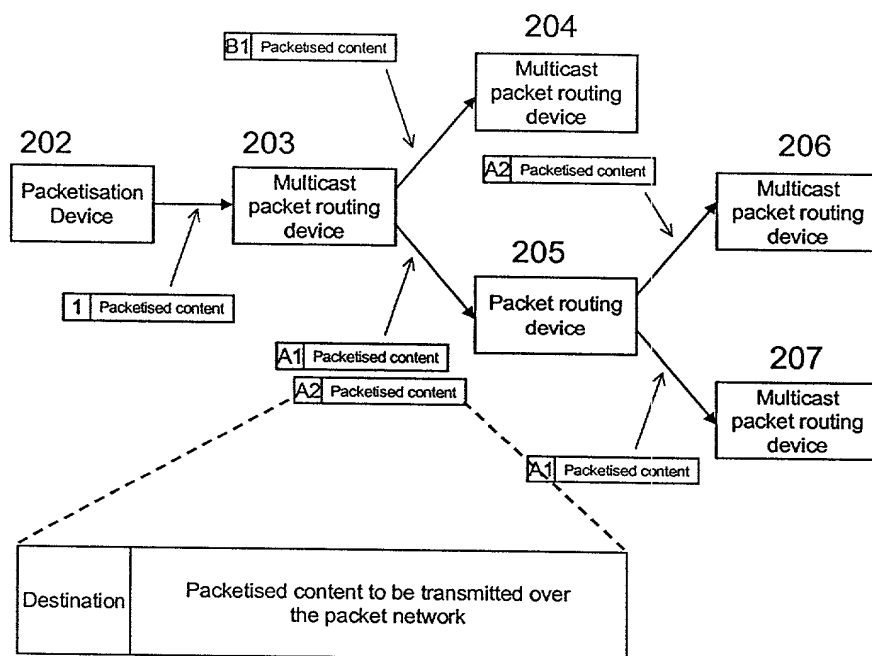 204
B1 Packetised content
Multicast
packet routing
device
202
203
206
Packetisation
Device
Multicast
packet routing
device
A2 Packetised content
Multicast
packet routing
device
205
1 Packetised content
Packet routing
device
207
A1 Packetised content
A2 Packetised content
Multicast
packet routing
device
A1 Packetised content
Destination
Packetised content to be transmitted over
the packet network